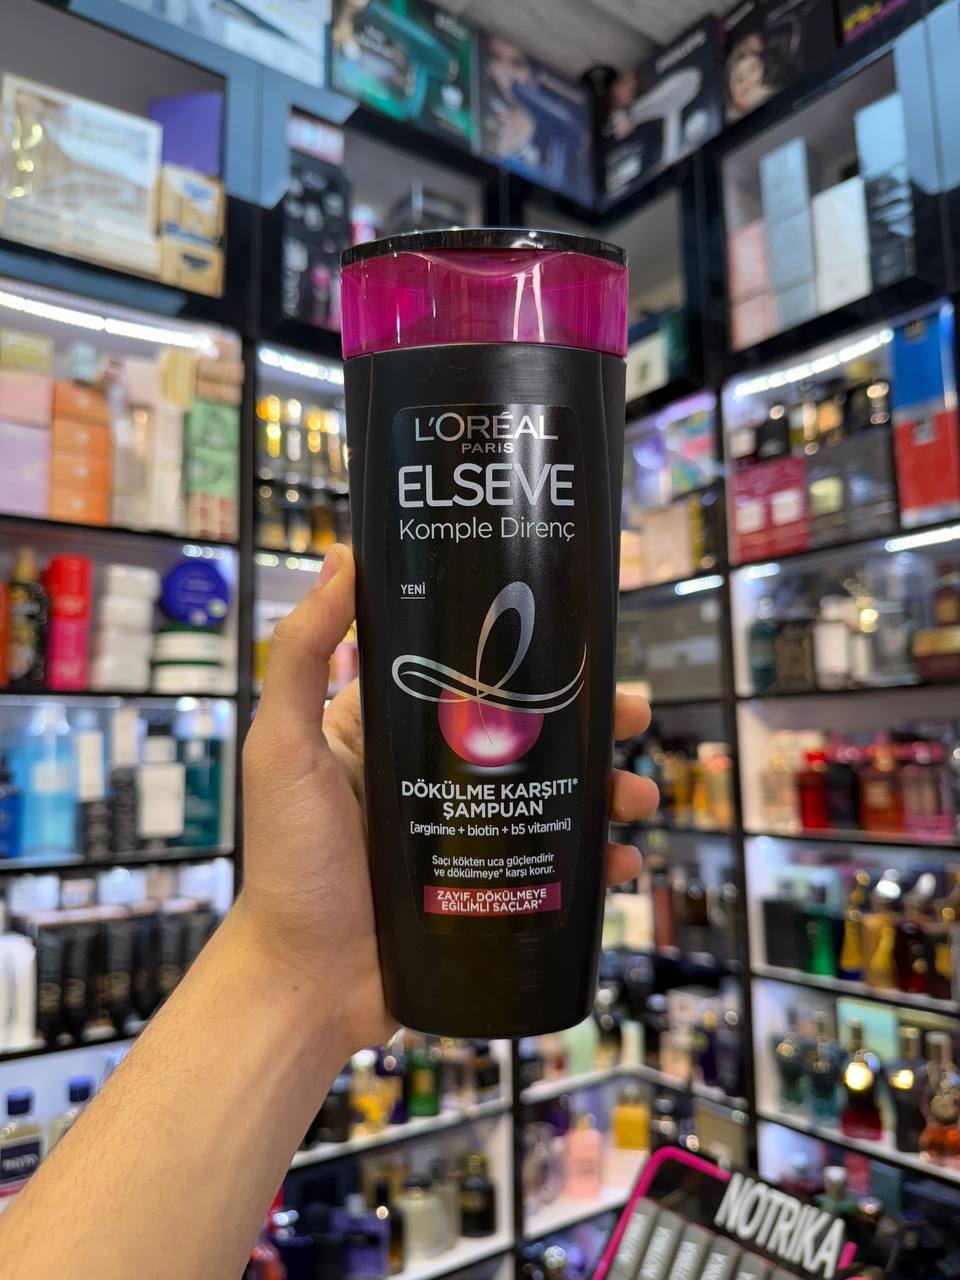 L'ORÉAL
PARIS
ELSEVE
Komple Direnç
YENİ
DÖKÜLME KARŞITI*
ŞAMPUAN
[arginine + biotin + b5 vitamini]
Saçı kökten uca güçlendirir
ve dökülmeye* karşı korur.
ZAYIF, DÖKÜLMEYE
EĞİLİMLİ SAÇLAR*
NOTRIKA